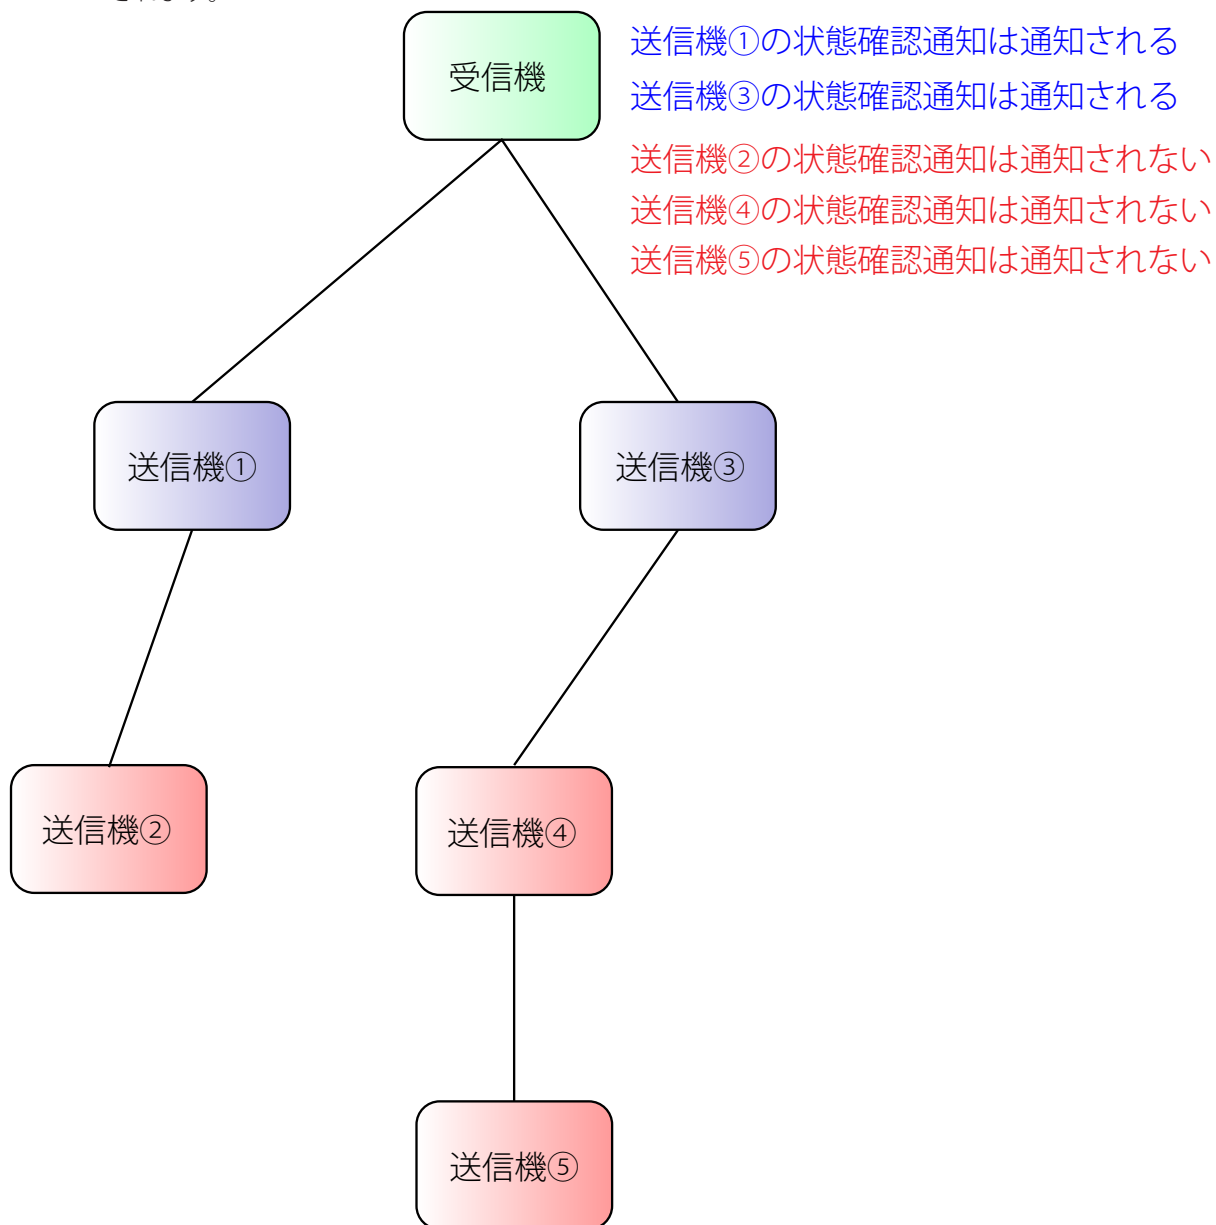 されます。
受信機
送信機①の状態確認通知は通知される
送信機③の状態確認通知は通知される
送信機②の状態確認通知は通知されない
送信機④の状態確認通知は通知されない
送信機⑤の状態確認通知は通知されない
送信機①
送信機③
送信機②
送信機④
送信機⑤